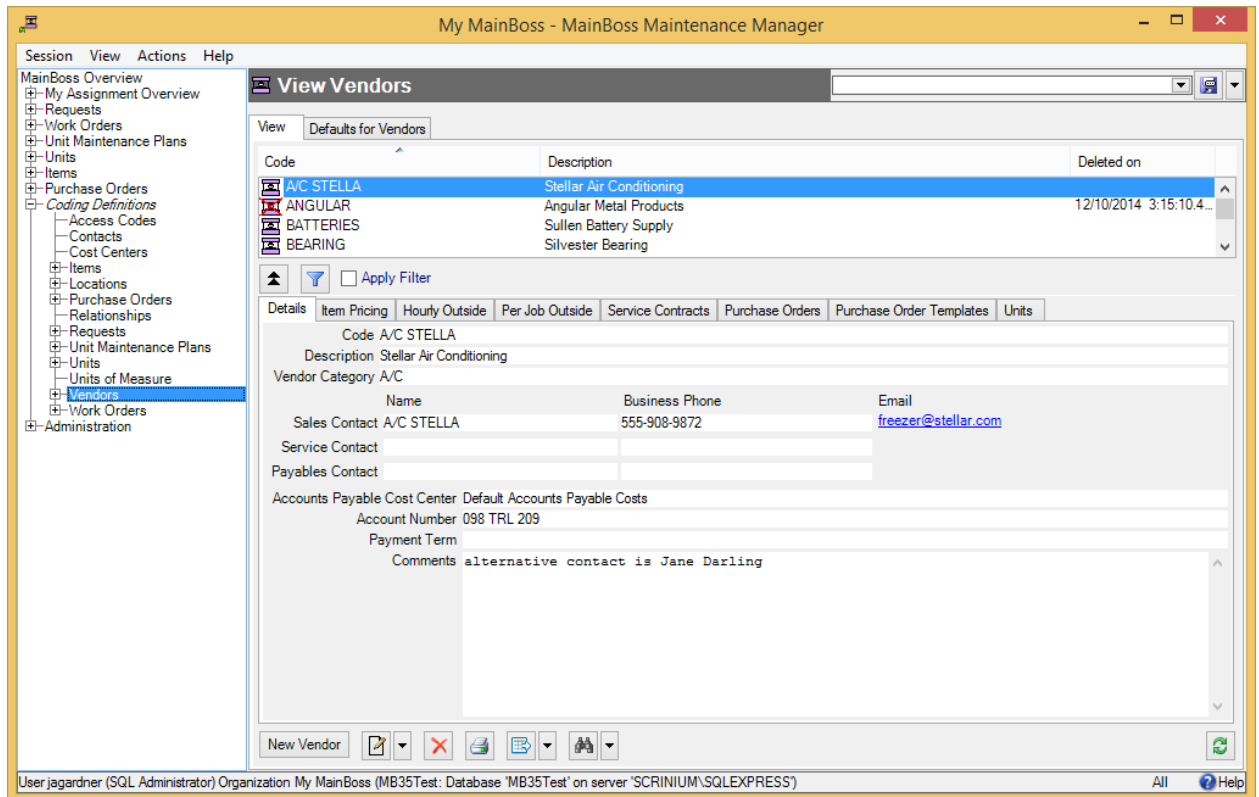 My MainBoss - MainBoss Maintenance Manager
Session View Actions Help
MainBoss Overview
My Assignment Overview
Requests
Work Orders
Unit Maintenance Plans
Units
Items
Purchase Orders
Coding Definitions
Access Codes
Contacts
Cost Centers
Items
Locations
Purchase Orders
Relationships
Requests
Unit Maintenance Plans
Units
Units of Measure
Vendors
Work Orders
Administration
View Vendors
View Defaults for Vendors
Code Description Deleted on
A/C STELLA Stellar Air Conditioning
ANGULAR Angular Metal Products 12/10/2014 3:15:10.4...
BATTERIES Sullen Battery Supply
BEARING Silvester Bearing
Apply Filter
Details Item Pricing Hourly Outside Per Job Outside Service Contracts Purchase Orders Purchase Order Templates Units
Code A/C STELLA
Description Stellar Air Conditioning
Vendor Category A/C
Name Business Phone Email
Sales Contact A/C STELLA 555-908-9872 freezer@stellar.com
Service Contact
Payables Contact
Accounts Payable Cost Center Default Accounts Payable Costs
Account Number 098 TRL 209
Payment Term
Comments alternative contact is Jane Darling
New Vendor
User jagardner (SQL Administrator) Organization My MainBoss (MB35Test: Database 'MB35Test' on server 'SCRINIUM\SQLEXPRESS') All Help